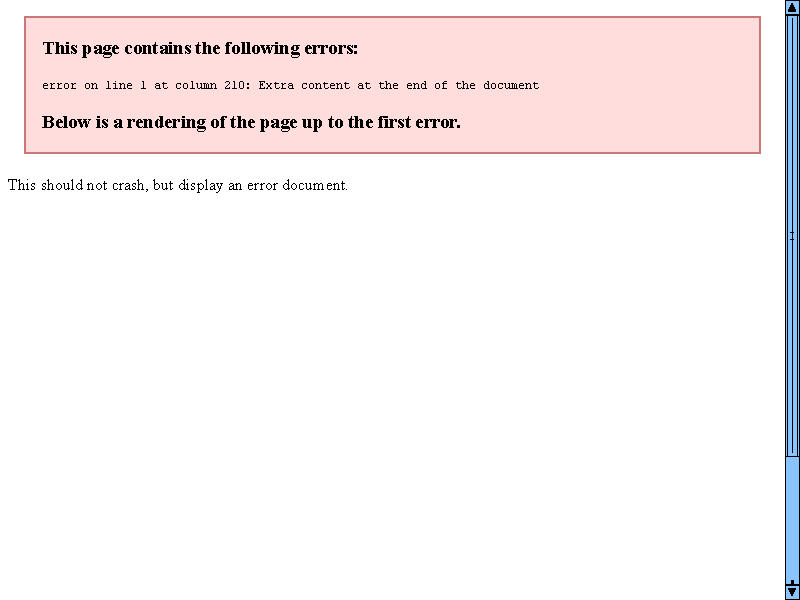 This page contains the following errors:
error on line 1 at column 210: Extra content at the end of the document
Below is a rendering of the page up to the first error.
This should not crash, but display an error document.